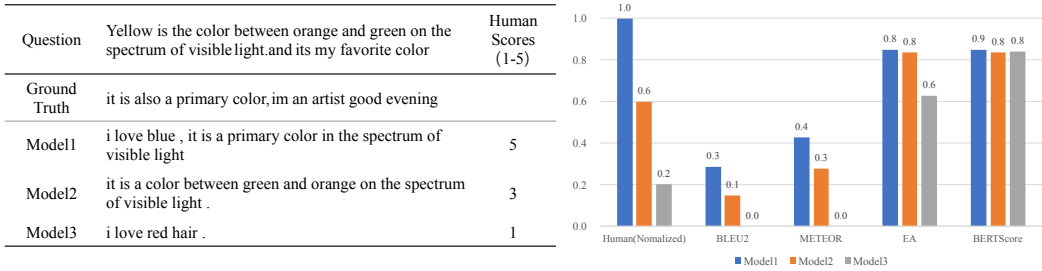 Question
Yellow is the color between orange and green on the
spectrum of visible light.and its my favorite color
Human
Scores
(1-5)
Ground
Truth
it is also a primary color,im an artist good evening
Model1
i love blue , it is a primary color in the spectrum of
visible light
5
Model2
it is a color between green and orange on the spectrum
of visible light .
3
Model3
i love red hair .
1
1.0
0.8
0.6
0.4
0.2
0.0
1.0
0.6
0.2
0.3
0.1
0.0
0.4
0.3
0.0
0.8
0.8
0.6
0.9
0.8
0.8
Human(Nomalized)
BLEU2
METEOR
EA
BERTScore
Model1
Model2
Model3